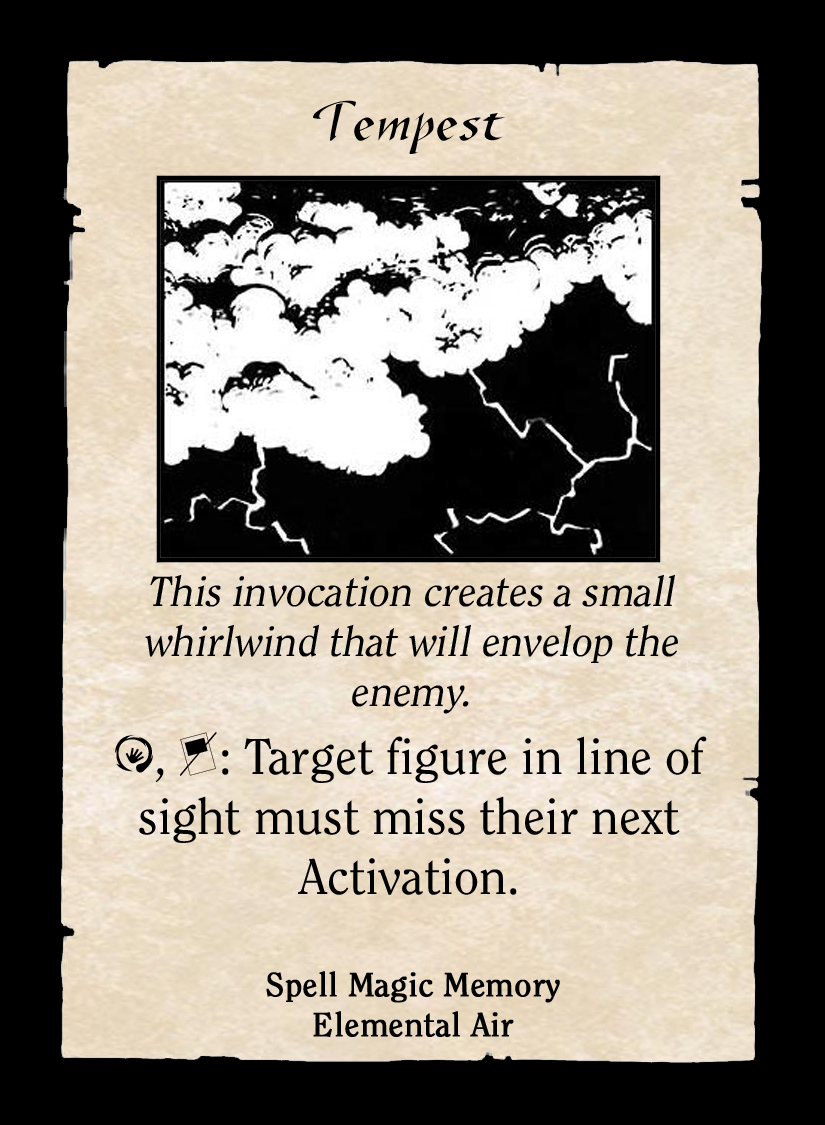 Tempest
This invocation creates a small
whirlwind that will envelop the
enemy.
, : Target figure in line of
sight must miss their next
Activation.
Spell Magic Memory
Elemental Air